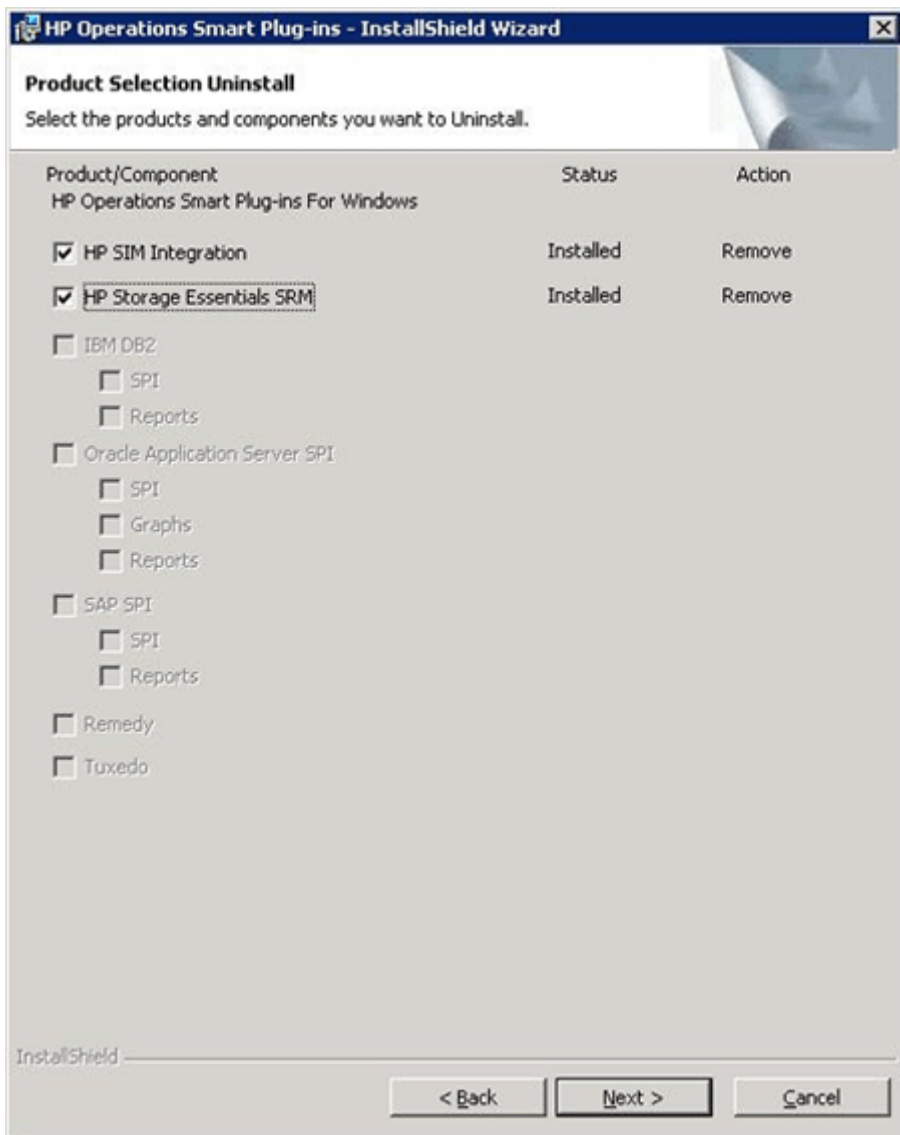 HP Operations Smart Plug-ins - InstallShield Wizard
Product Selection Uninstall
Select the products and components you want to Uninstall.
Product/Component Status Action
HP Operations Smart Plug-ins For Windows
HP SIM Integration Installed Remove
HP Storage Essentials SRM Installed Remove
IBM DB2
SPI
Reports
Oracle Application Server SPI
SPI
Graphs
Reports
SAP SPI
SPI
Reports
Remedy
Tuxedo
InstallShield
< Back Next > Cancel